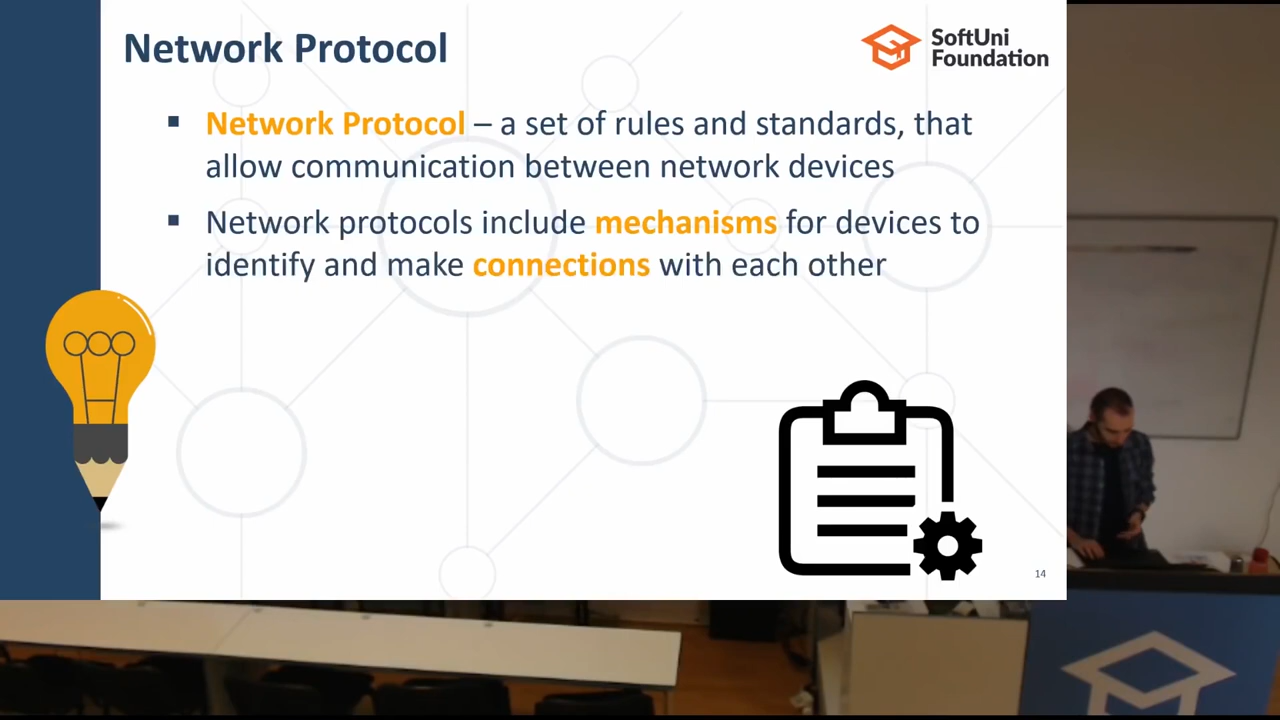 Network Protocol
SoftUni
Foundation
▪ Network Protocol – a set of rules and standards, that
allow communication between network devices
▪ Network protocols include mechanisms for devices to
identify and make connections with each other
14